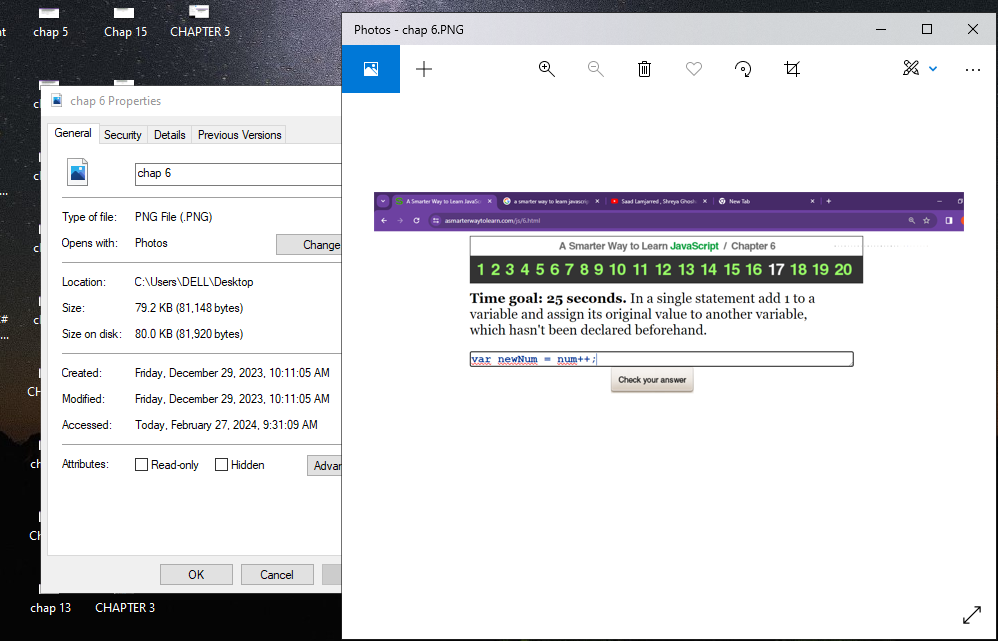 nt
chap 5
Chap 15
CHAPTER 5
Photos - chap 6.PNG
chap 6 Properties
General
Security
Details
Previous Versions
chap 6
Type of file:
PNG File (.PNG)
Opens with:
Photos
Change
Location:
C:\Users\DELL\Desktop
Size:
79.2 KB (81,148 bytes)
Size on disk:
80.0 KB (81,920 bytes)
Created:
Friday, December 29, 2023, 10:11:05 AM
Modified:
Friday, December 29, 2023, 10:11:05 AM
Accessed:
Today, February 27, 2024, 9:31:09 AM
Attributes:
Read-only
Hidden
Advar
OK
Cancel
chap 13
CHAPTER 3
A Smarter Way to Learn JavaSc
a smarter way to learn javascrip
Saad Lamjarred , Shreya Ghosh
New Tab
asmarterwaytolearn.com/js/6.html
A Smarter Way to Learn JavaScript / Chapter 6
1 2 3 4 5 6 7 8 9 10 11 12 13 14 15 16 17 18 19 20
Time goal: 25 seconds. In a single statement add 1 to a
variable and assign its original value to another variable,
which hasn't been declared beforehand.
var newNum = num++;
Check your answer